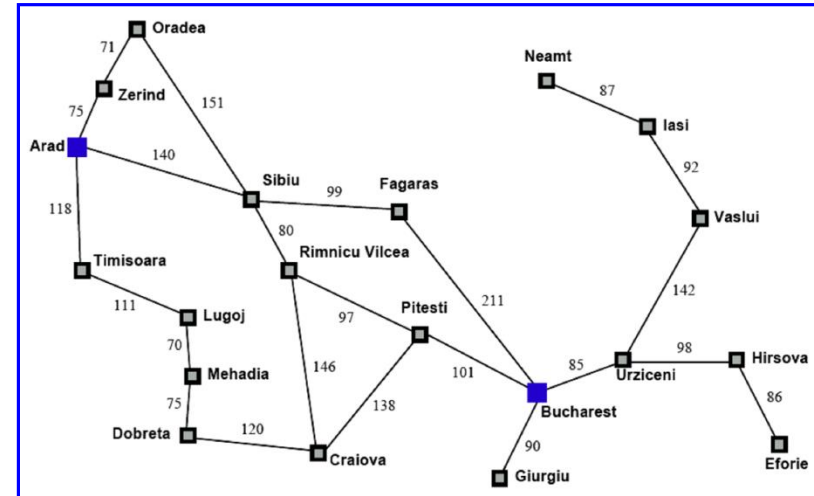 Oradea
71
Neamt
Zerind
87
75
151
Iasi
Arad
140
92
Sibiu
Fagaras
99
118
Vaslui
80
Timisoara
Rimnicu Vilcea
111
142
211
Lugoj
97
Pitesti
70
146
98
Hirsova
Mehadia
101
85
Urziceni
75
138
86
Bucharest
Dobreta
120
90
Craiova
Eforie
Giurgiu